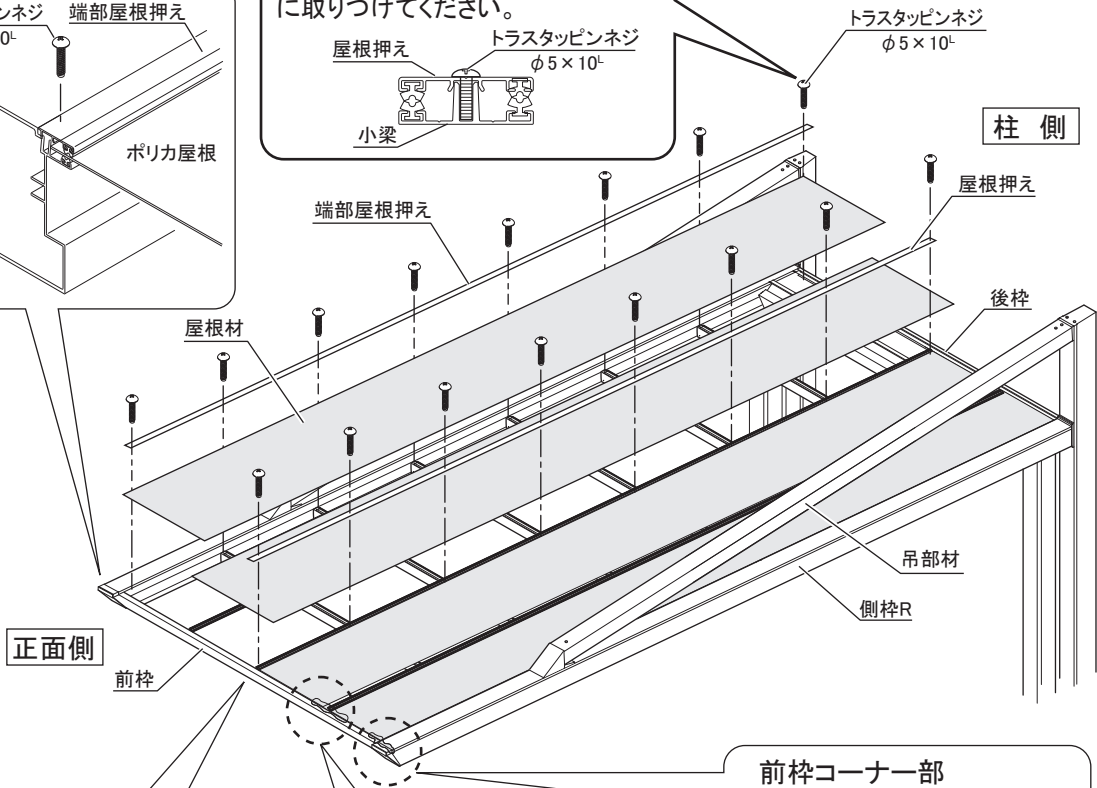 ンネジ
0L
端部屋根押え
ポリカ屋根
に取りつけてください。
屋根押え
トラスタッピンネジ
φ5×10L
小梁
トラスタッピンネジ
φ5×10L
柱 側
屋根押え
端部屋根押え
後枠
屋根材
吊部材
側枠R
正面側
前枠
前枠コーナー部